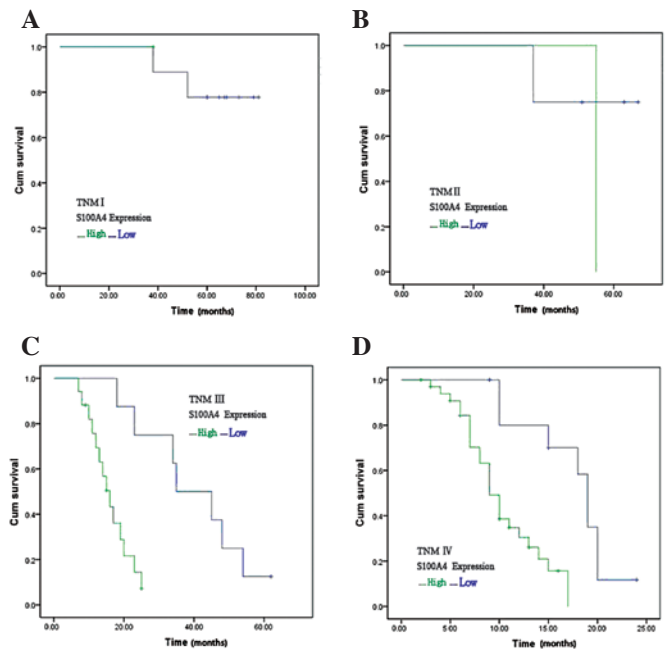 A
Cum survival
1.0
0.8
0.6
0.4
0.2
0.0
TNM I
S100A4 Expression
High Low
0.00 20.00 40.00 60.00 80.00 100.00
Time (months)
B
Cum survival
1.0
0.8
0.6
0.4
0.2
0.0
TNM II
S100A4 Expression
High Low
0.00 20.00 40.00 60.00
Time (months)
C
Cum survival
1.0
0.8
0.6
0.4
0.2
0.0
TNM III
S100A4 Expression
High Low
0.00 20.00 40.00 60.00
Time (months)
D
Cum survival
1.0
0.8
0.6
0.4
0.2
0.0
TNM IV
S100A4 Expression
High Low
0.00 5.00 10.00 15.00 20.00 25.00
Time (months)